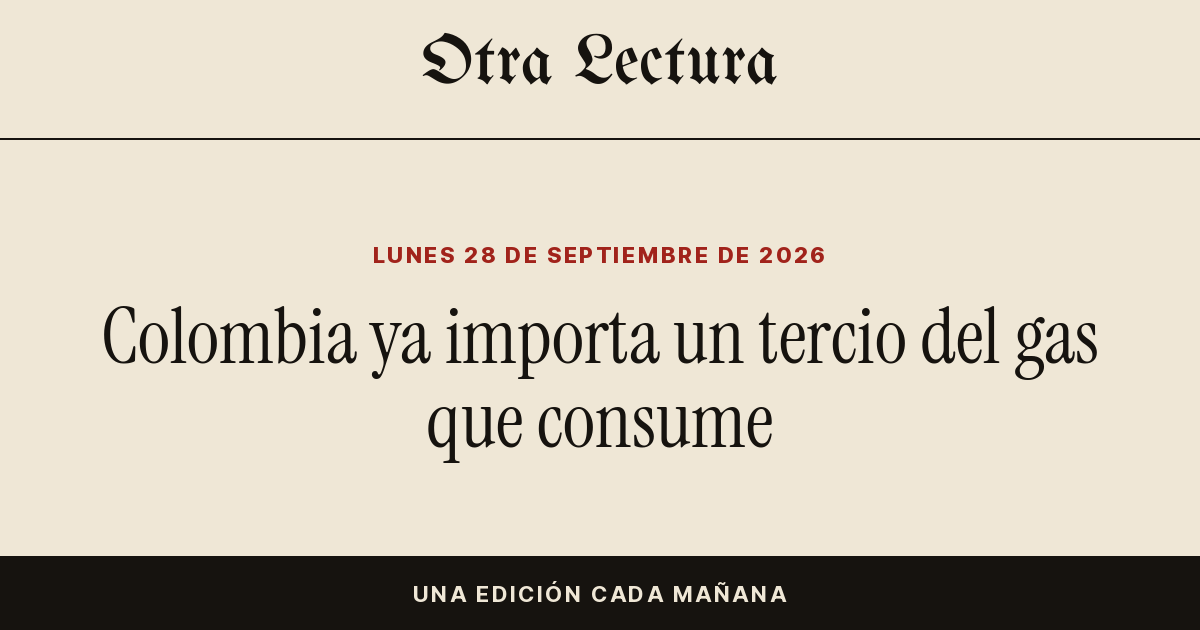 Otra Lectura
LUNES 28 DE SEPTIEMBRE DE 2026
Colombia ya importa un tercio del gas
que consume
UNA EDICIÓN CADA MAÑANA